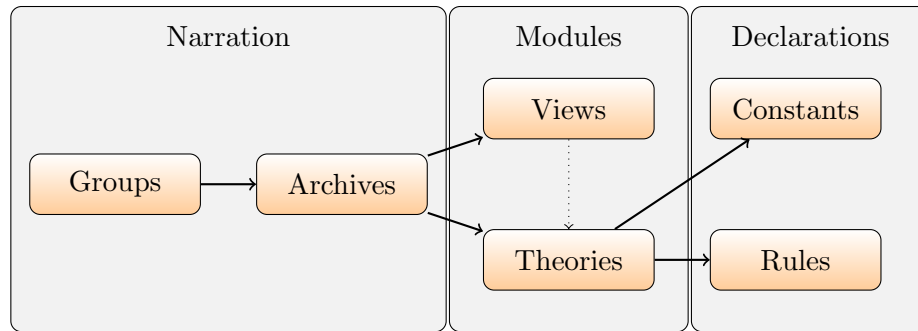 Narration
Modules
Declarations
Views
Constants
Groups
Archives
Theories
Rules